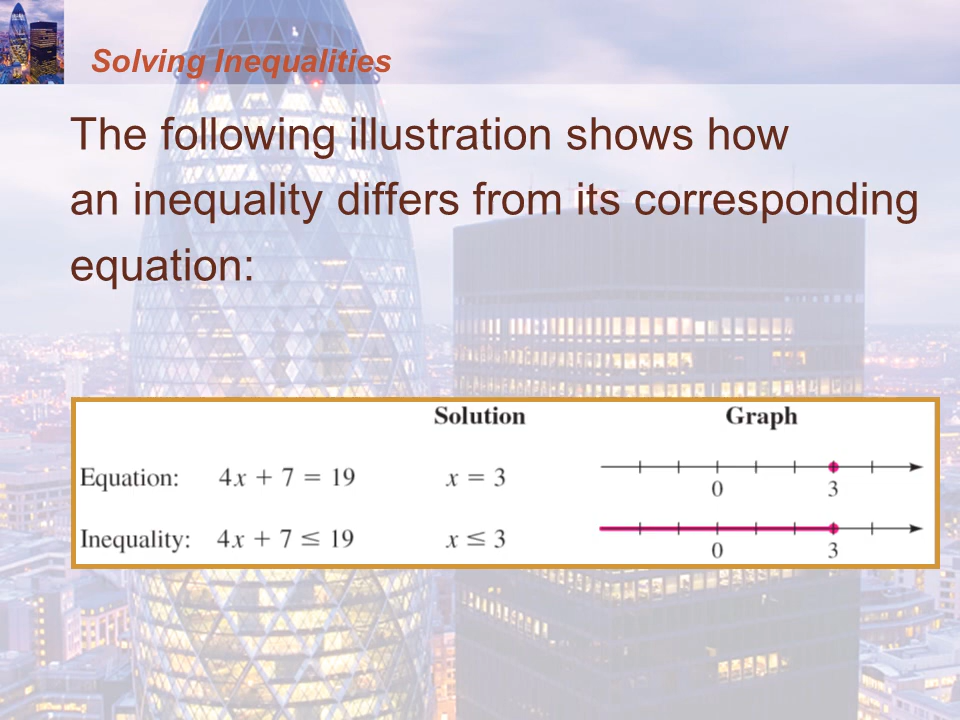 Solving Inequalities
The following illustration shows how
an inequality differs from its corresponding
equation:
Solution Graph
Equation: 4x + 7 = 19 x = 3
0 3
Inequality: 4x + 7 ≤ 19 x ≤ 3
0 3